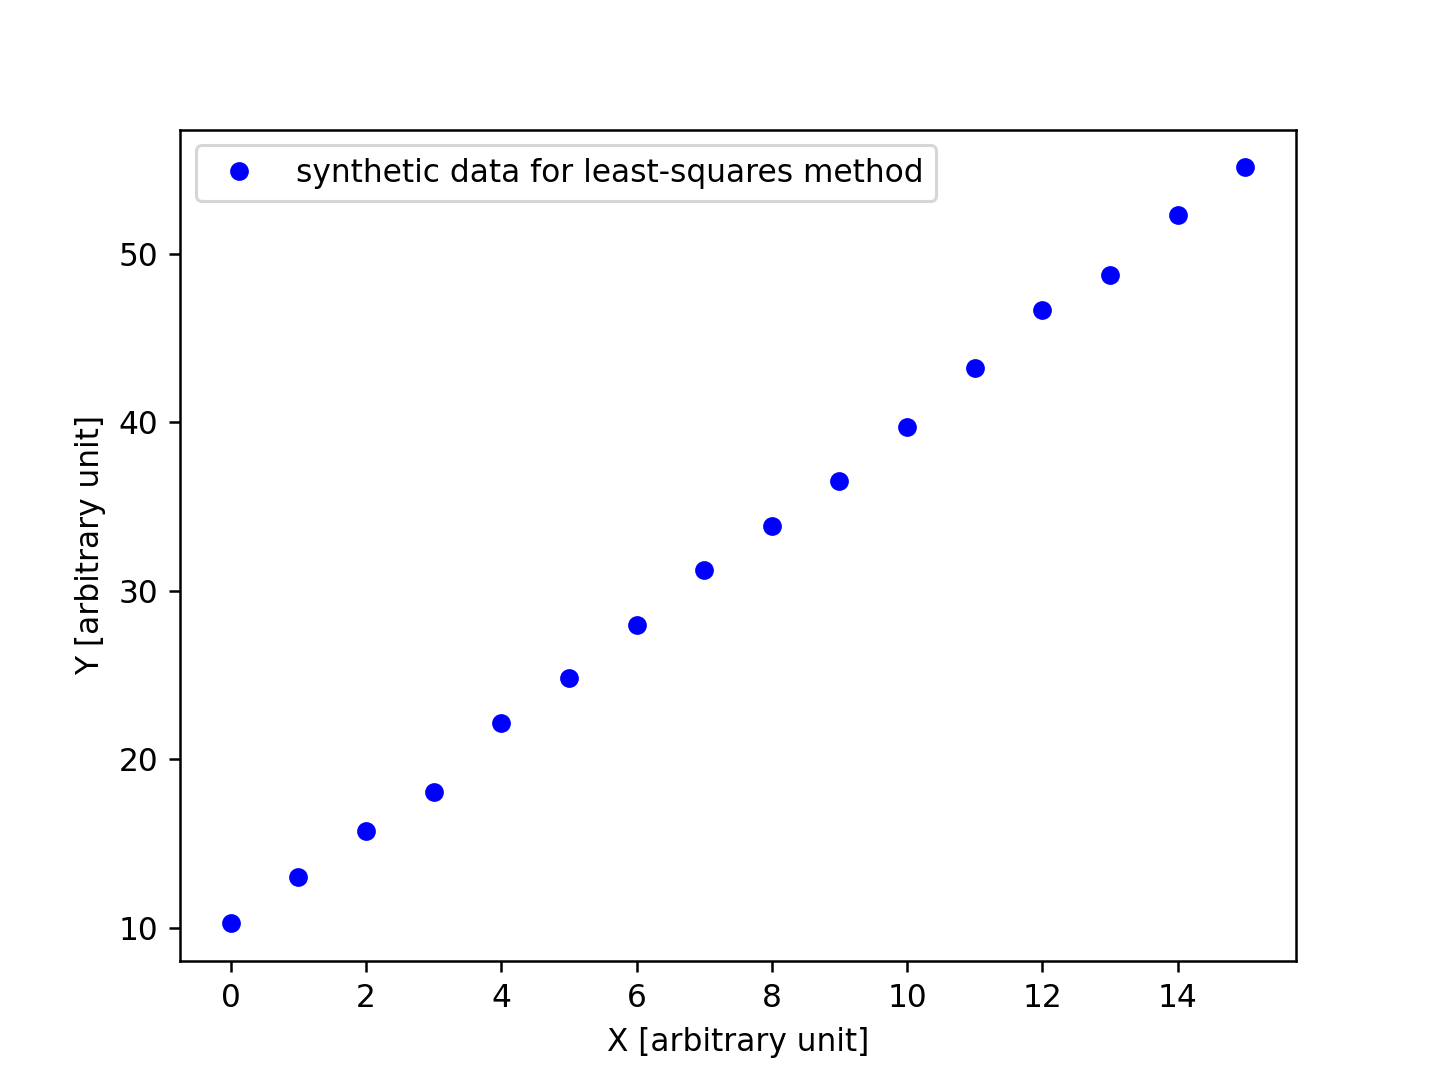 synthetic data for least-squares method
50
40
30
20
10
Y [arbitrary unit]
0 2 4 6 8 10 12 14
X [arbitrary unit]